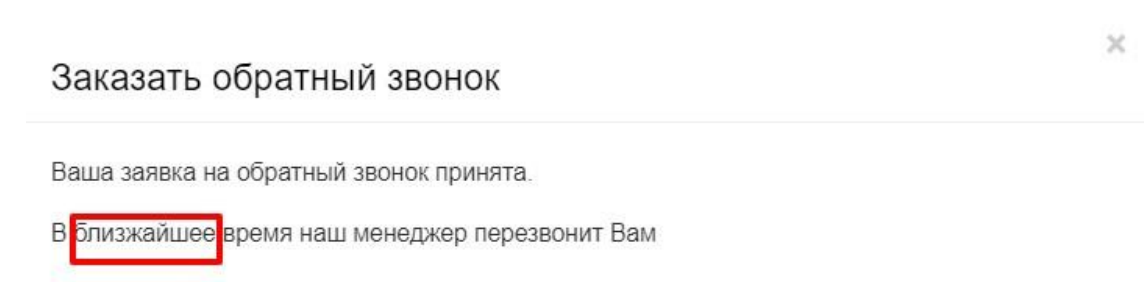 Заказать обратный звонок
Ваша заявка на обратный звонок принята.
В близжайшее время наш менеджер перезвонит Вам